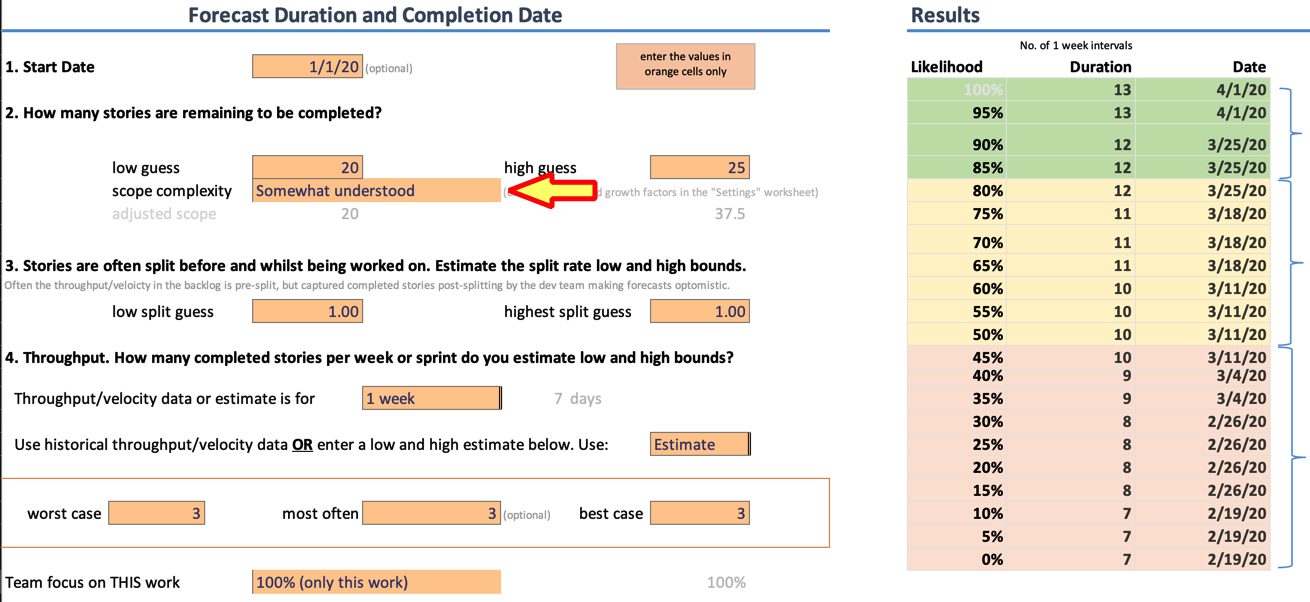 Forecast Duration and Completion Date
1. Start Date 1/1/20 (optional)
enter the values in
orange cells only
2. How many stories are remaining to be completed?
low guess 20 high guess 25
scope complexity Somewhat understood growth factors in the "Settings" worksheet)
adjusted scope 20 37.5
3. Stories are often split before and whilst being worked on. Estimate the split rate low and high bounds.
Often the throughput/veloicty in the backlog is pre-split, but captured completed stories post-splitting by the dev team making forecasts optomistic.
low split guess 1.00 highest split guess 1.00
4. Throughput. How many completed stories per week or sprint do you estimate low and high bounds?
Throughput/velocity data or estimate is for 1 week 7 days
Use historical throughput/velocity data OR enter a low and high estimate below. Use: Estimate
worst case 3 most often 3 (optional) best case 3
Team focus on THIS work 100% (only this work) 100%
Results
No. of 1 week intervals
Likelihood Duration Date
100% 13 4/1/20
95% 13 4/1/20
90% 12 3/25/20
85% 12 3/25/20
80% 12 3/25/20
75% 11 3/18/20
70% 11 3/18/20
65% 11 3/18/20
60% 10 3/11/20
55% 10 3/11/20
50% 10 3/11/20
45% 10 3/11/20
40% 9 3/4/20
35% 9 3/4/20
30% 8 2/26/20
25% 8 2/26/20
20% 8 2/26/20
15% 8 2/26/20
10% 7 2/19/20
5% 7 2/19/20
0% 7 2/19/20